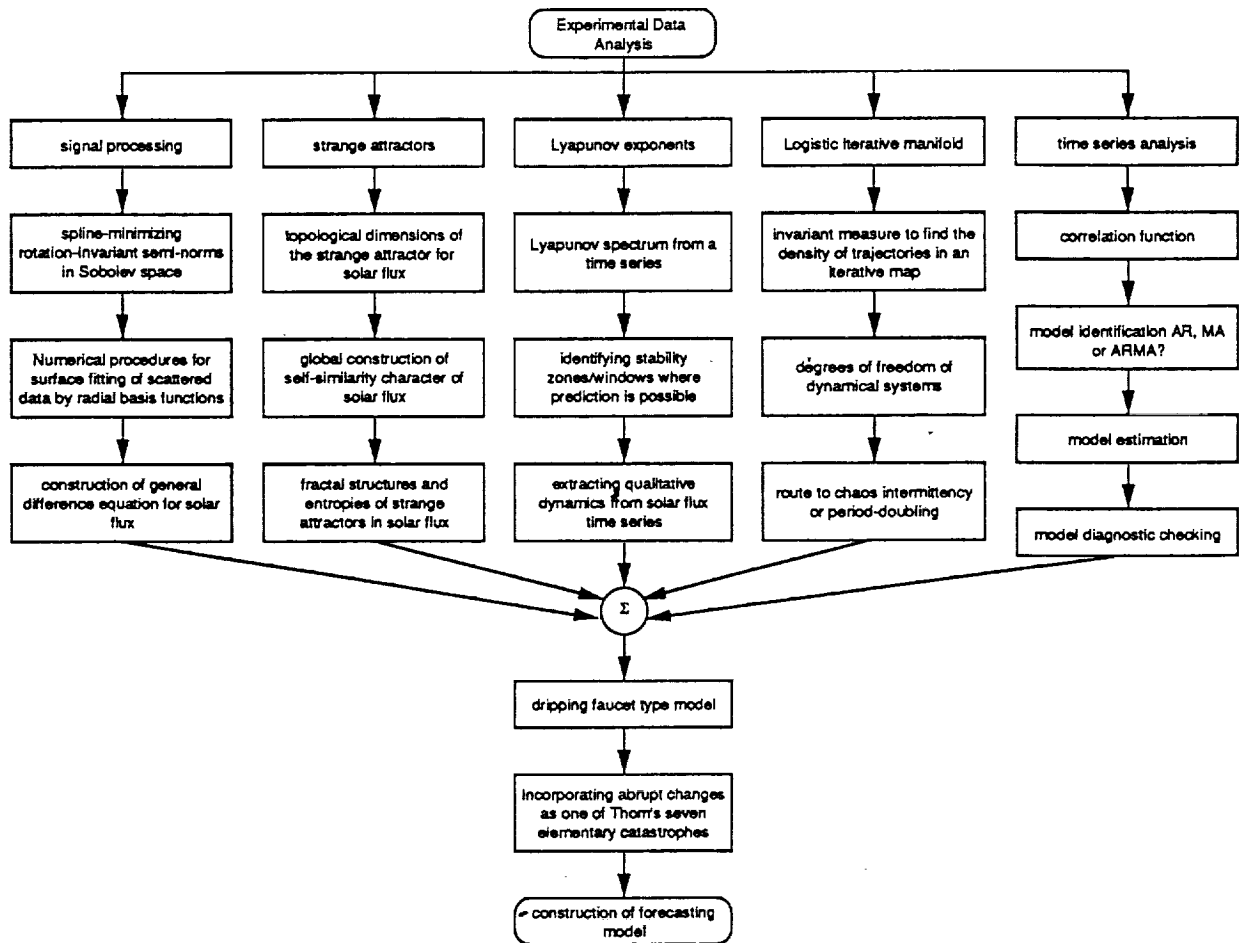 Experimental Data
Analysis
signal processing
strange attractors
Lyapunov exponents
Logistic iterative manifold
time series analysis
spline-minimizing
rotation-invariant semi-norms
in Sobolev space
topological dimensions of
the strange attractor for
solar flux
Lyapunov spectrum from a
time series
invariant measure to find the
density of trajectories in an
iterative map
correlation function
Numerical procedures for
surface fitting of scattered
data by radial basis functions
global construction of
self-similarity character of
solar flux
identifying stability
zones/windows where
prediction is possible
degrees of freedom of
dynamical systems
model identification AR, MA
or ARMA?
model estimation
construction of general
difference equation for solar
flux
fractal structures and
entropies of strange
attractors in solar flux
extracting qualitative
dynamics from solar flux
time series
route to chaos intermittency
or period-doubling
model diagnostic checking
Σ
dripping faucet type model
Incorporating abrupt changes
as one of Thom's seven
elementary catastrophes
construction of forecasting
model